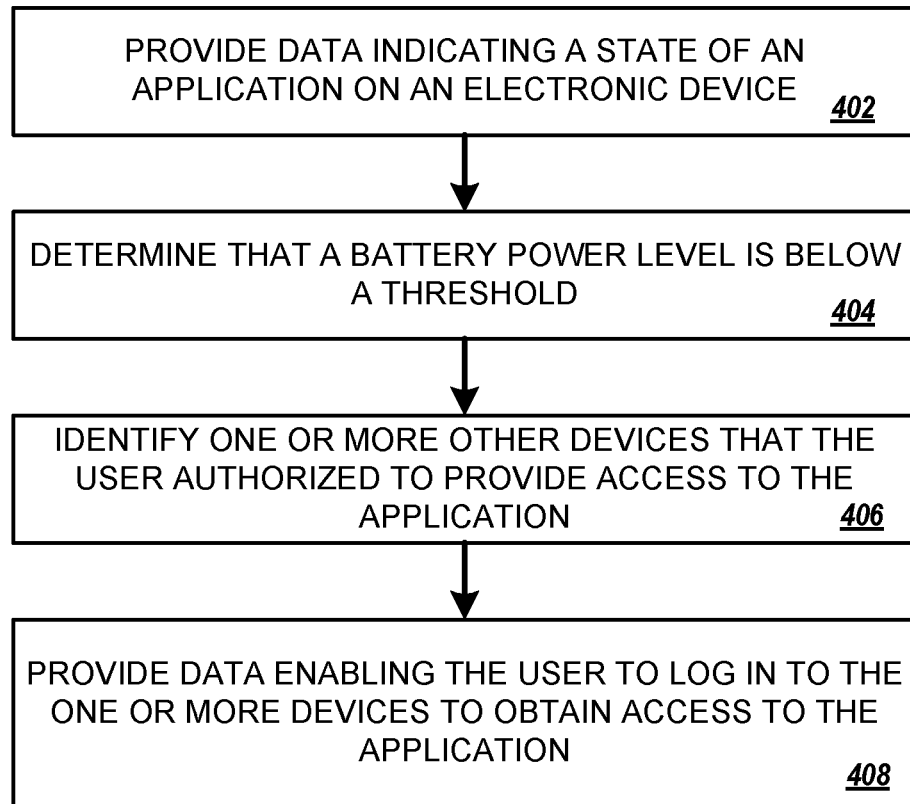 PROVIDE DATA INDICATING A STATE OF AN
APPLICATION ON AN ELECTRONIC DEVICE
402
DETERMINE THAT A BATTERY POWER LEVEL IS BELOW
A THRESHOLD
404
IDENTIFY ONE OR MORE OTHER DEVICES THAT THE
USER AUTHORIZED TO PROVIDE ACCESS TO THE
APPLICATION
406
PROVIDE DATA ENABLING THE USER TO LOG IN TO THE
ONE OR MORE DEVICES TO OBTAIN ACCESS TO THE
APPLICATION
408